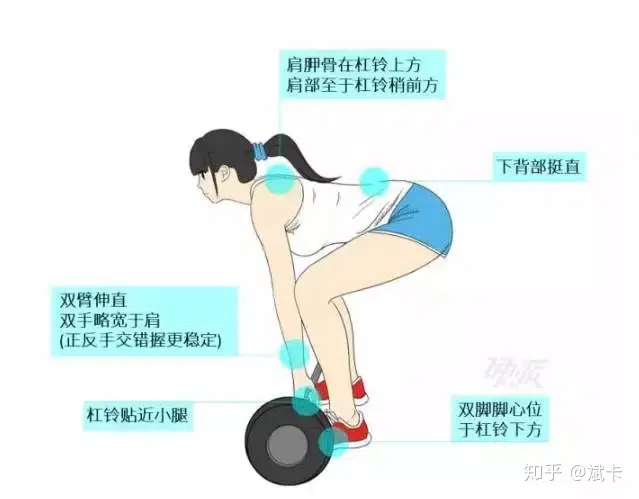 肩胛骨在杠铃上方
肩部至于杠铃稍前方
下背部挺直
双臂伸直
双手略宽于肩
(正反手交错握更稳定)
杠铃贴近小腿
双脚脚心位
于杠铃下方
硬派
知乎 @斌卡